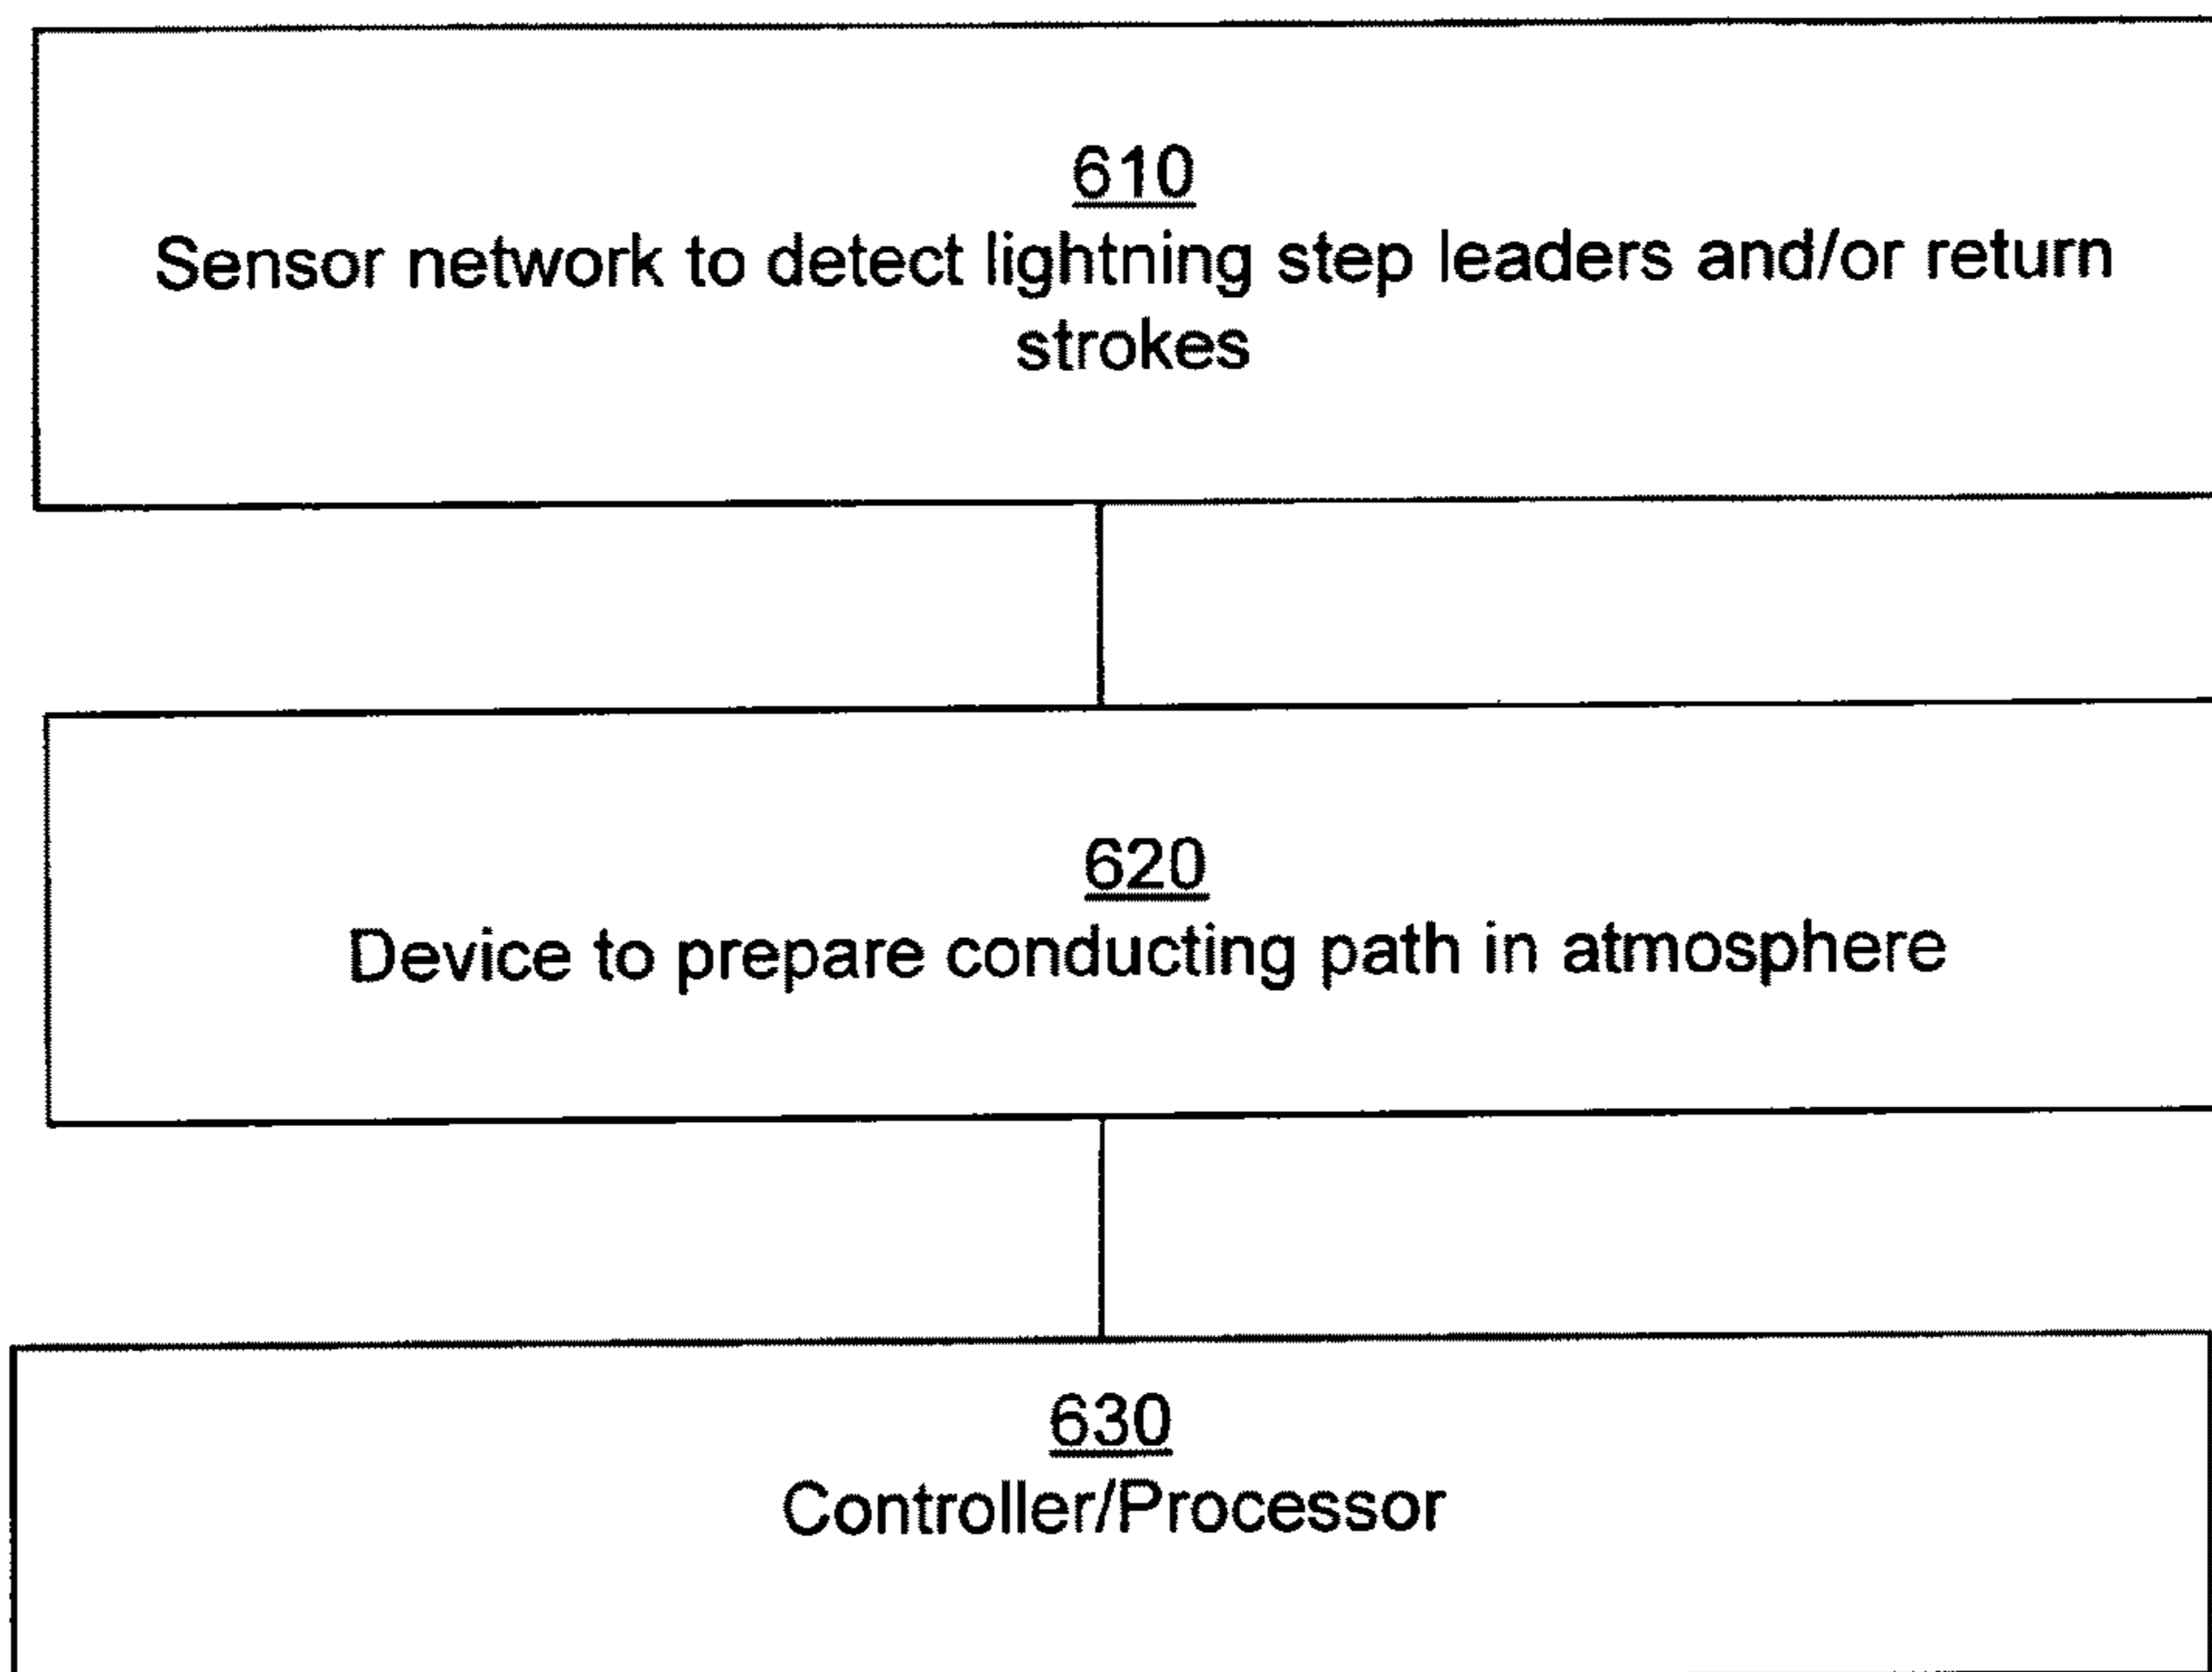 610
Sensor network to detect lightning step leaders and/or return
strokes
620
Device to prepare conducting path in atmosphere
630
Controller/Processor